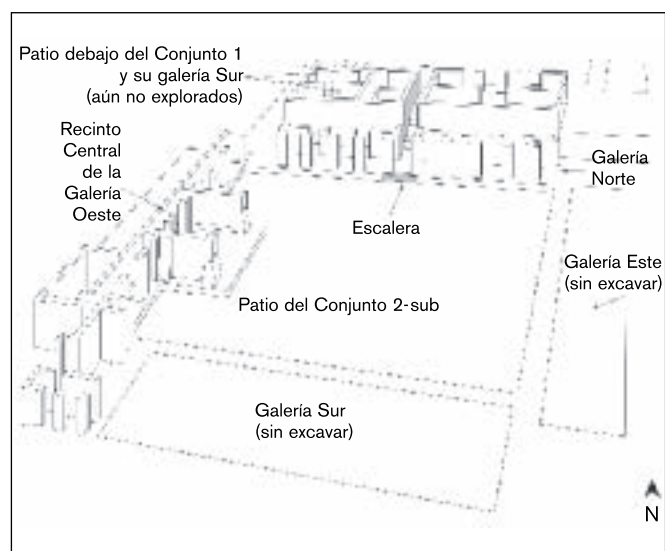 Patio debajo del Conjunto 1
y su galería Sur
(aún no explorados)
Recinto
Central
de la
Galería
Oeste
Galería
Norte
Escalera
Galería Este
(sin excavar)
Patio del Conjunto 2-sub
Galería Sur
(sin excavar)
N